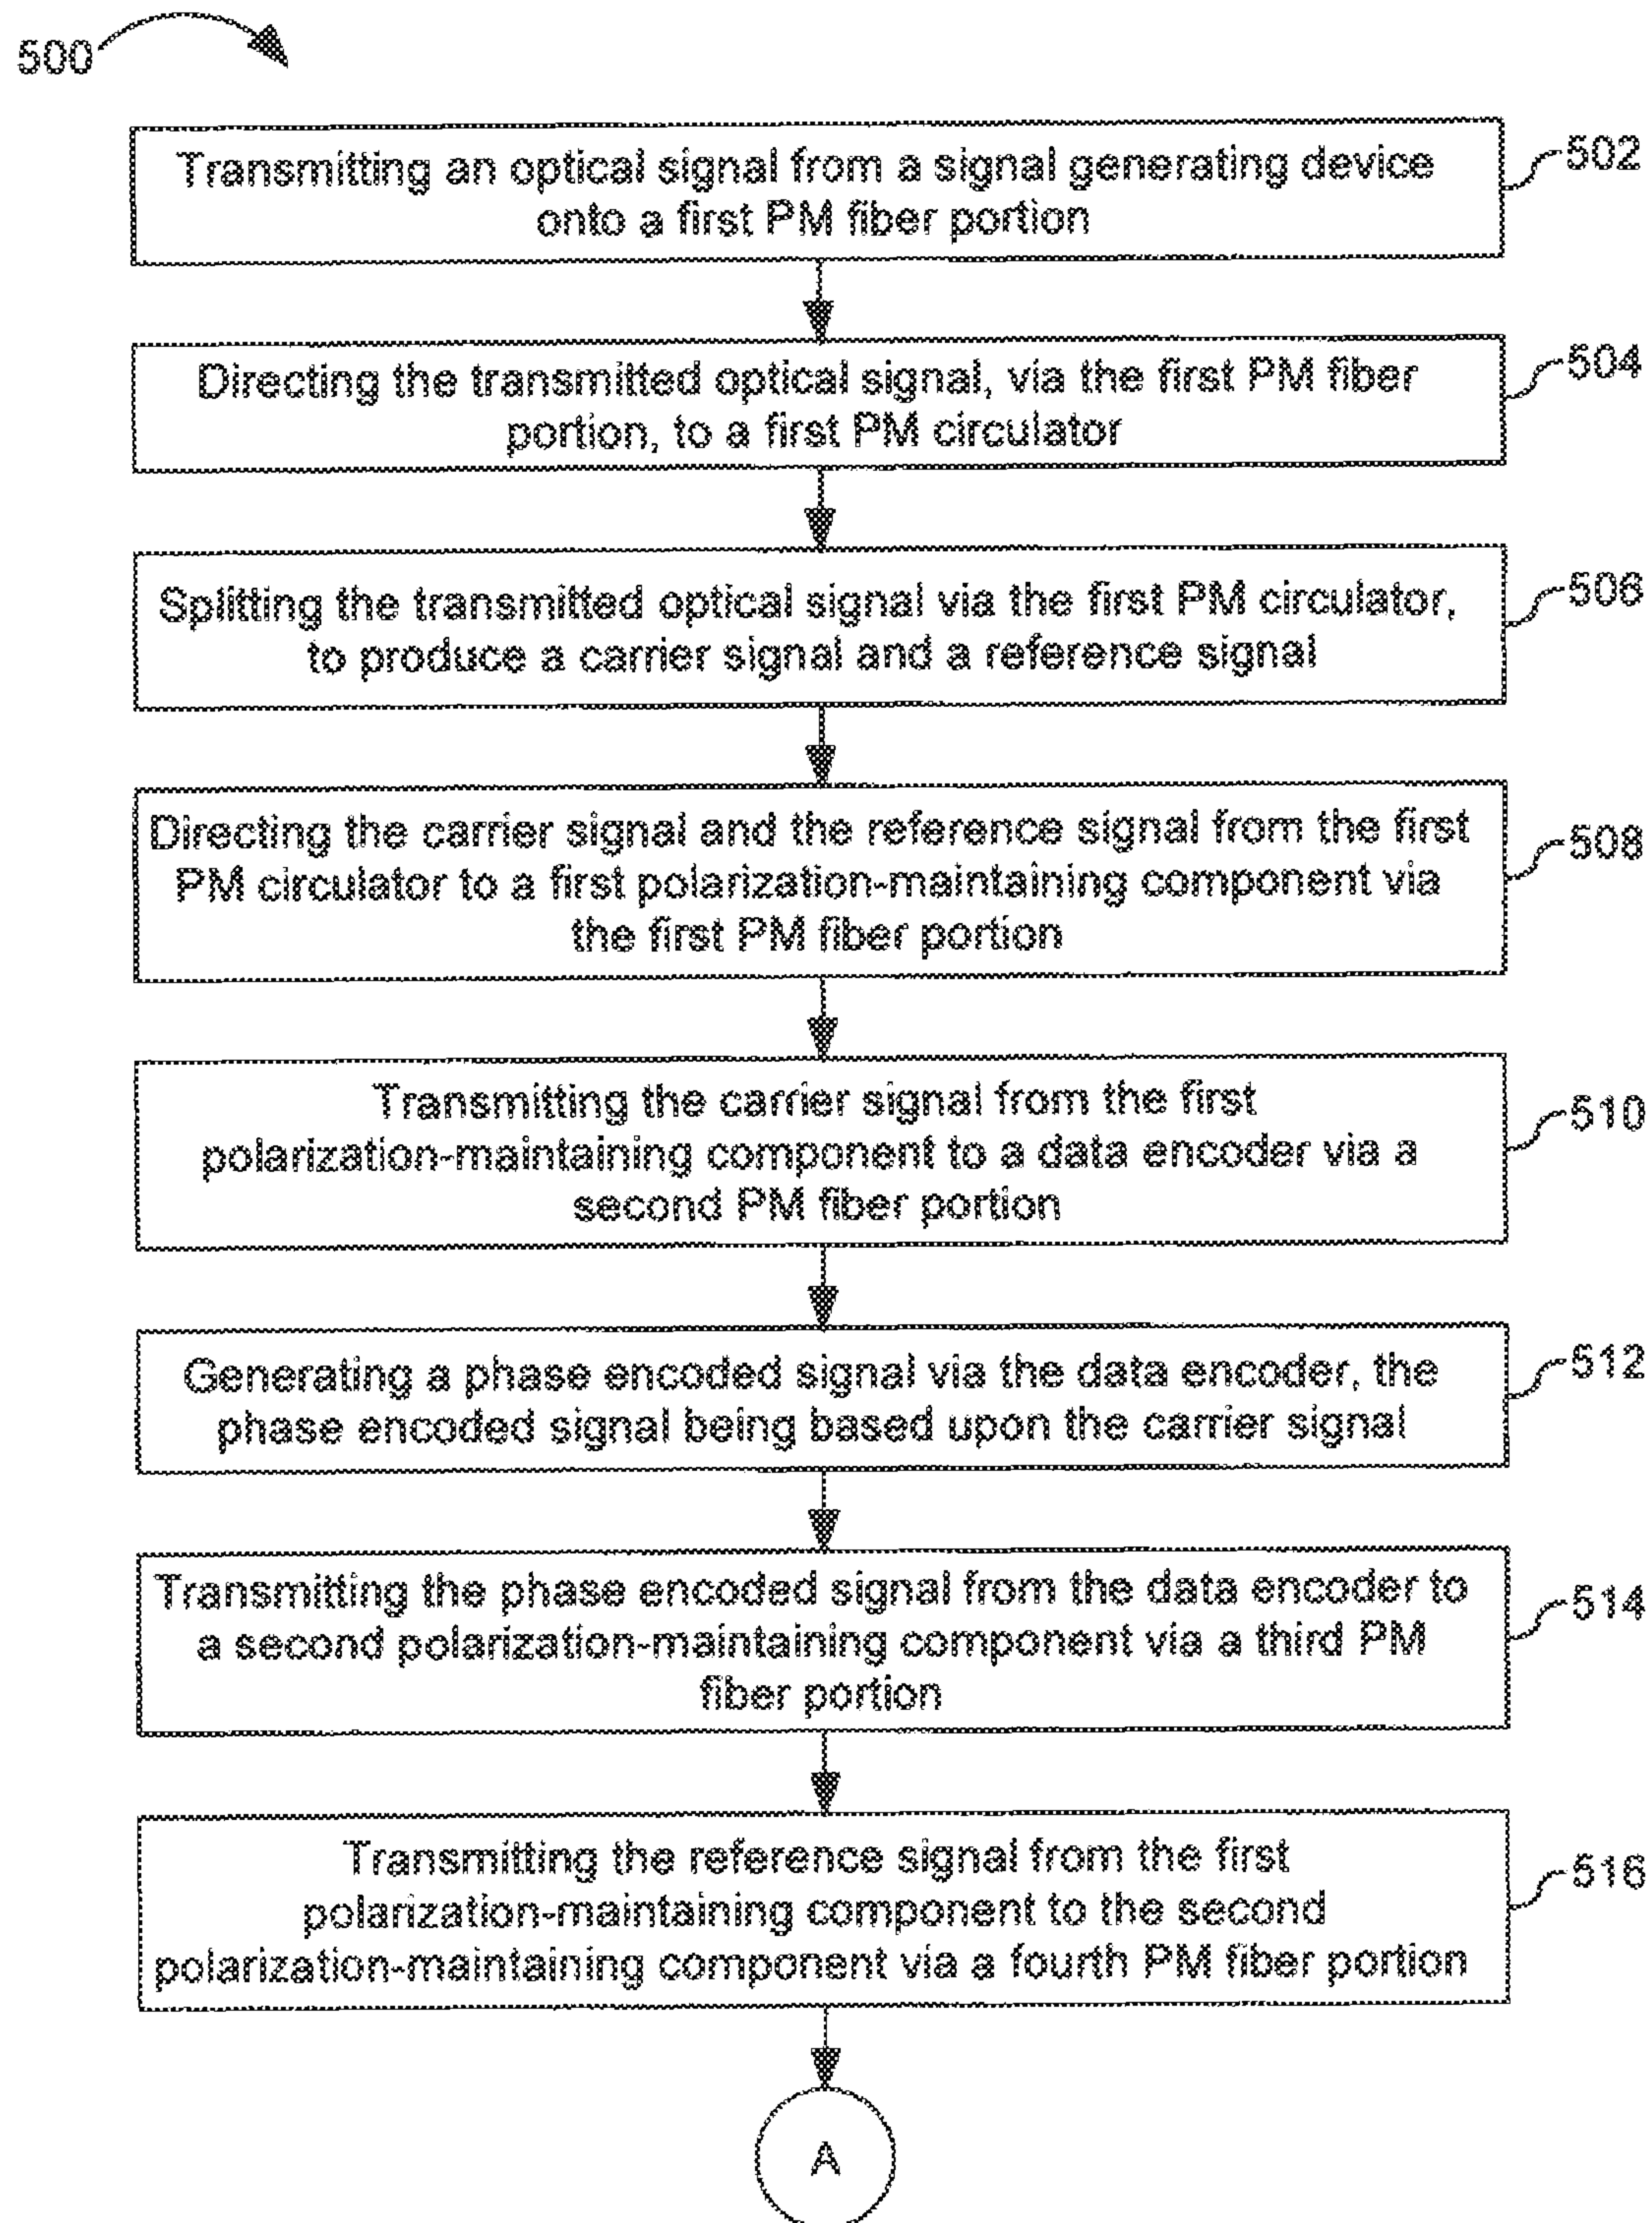 500
Transmitting an optical signal from a signal generating device
onto a first PM fiber portion
502
Directing the transmitted optical signal, via the first PM fiber
portion, to a first PM circulator
504
Splitting the transmitted optical signal via the first PM circulator,
to produce a carrier signal and a reference signal
506
Directing the carrier signal and the reference signal from the first
PM circulator to a first polarization-maintaining component via
the first PM fiber portion
508
Transmitting the carrier signal from the first
polarization-maintaining component to a data encoder via a
second PM fiber portion
510
Generating a phase encoded signal via the data encoder, the
phase encoded signal being based upon the carrier signal
512
Transmitting the phase encoded signal from the data encoder to
a second polarization-maintaining component via a third PM
fiber portion
514
Transmitting the reference signal from the first
polarization-maintaining component to the second
polarization-maintaining component via a fourth PM fiber portion
516
A